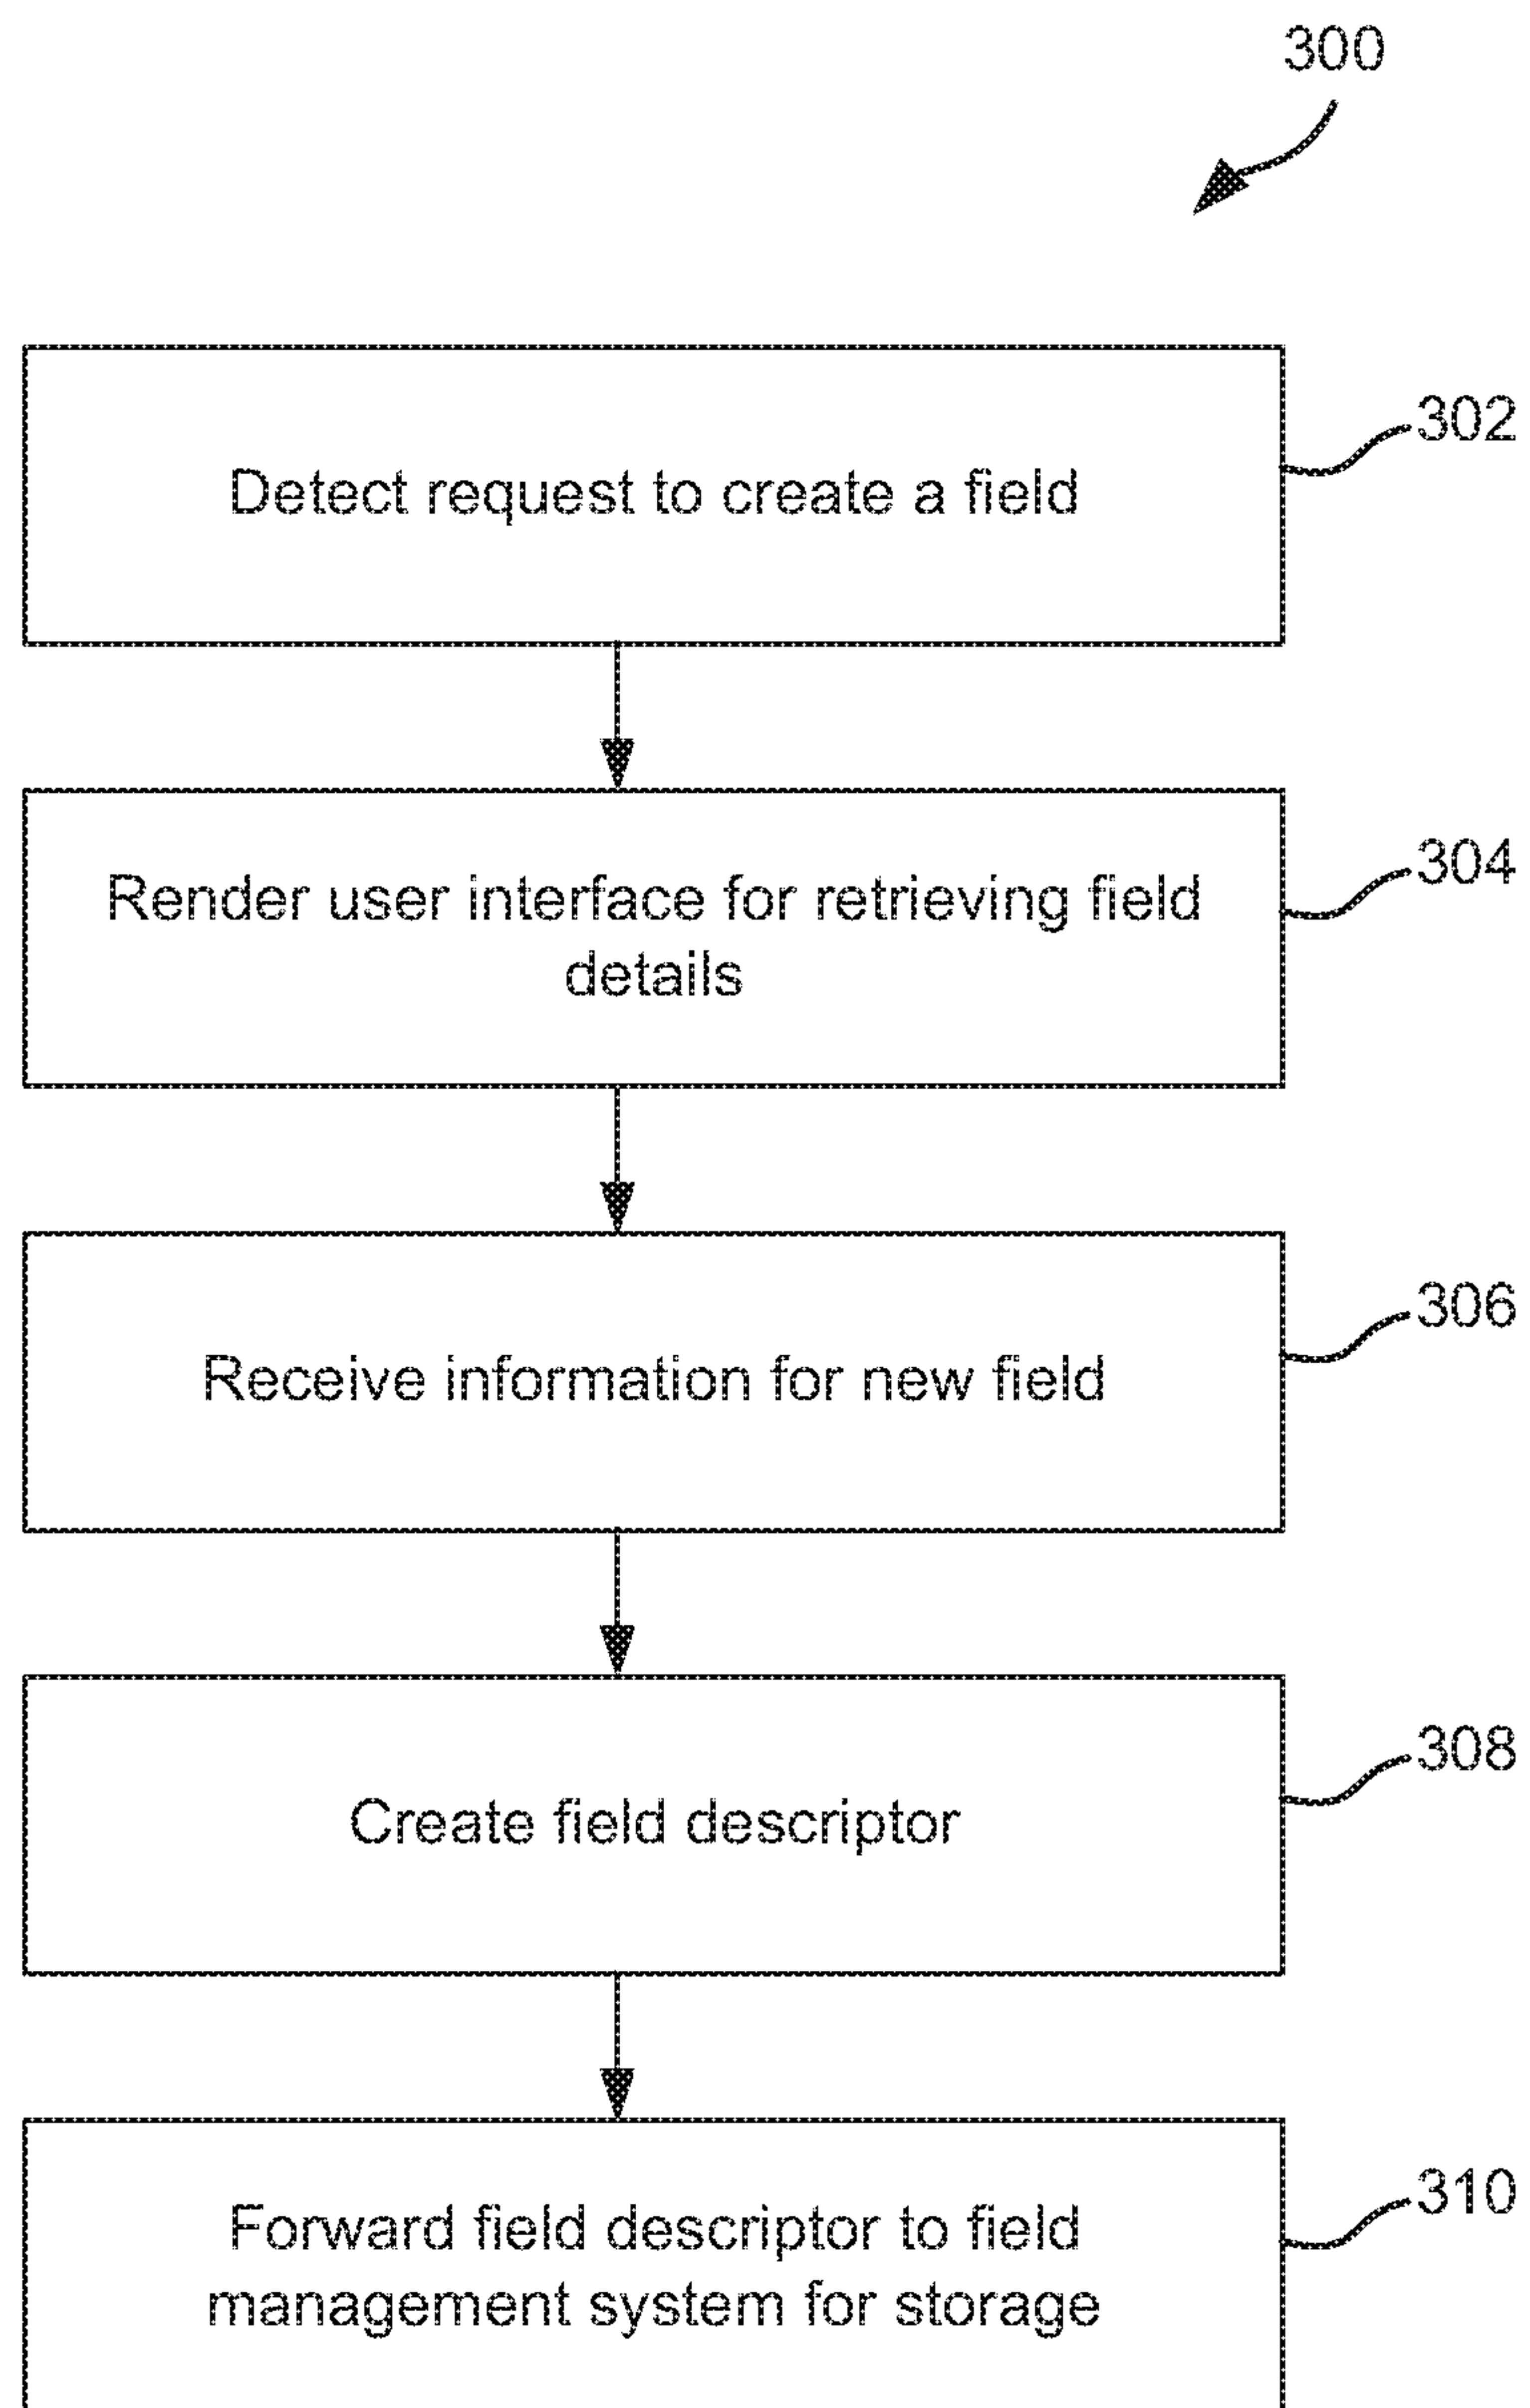 300
Detect request to create a field
302
Render user interface for retrieving field
details
304
Receive information for new field
306
Create field descriptor
308
Forward field descriptor to field
management system for storage
310